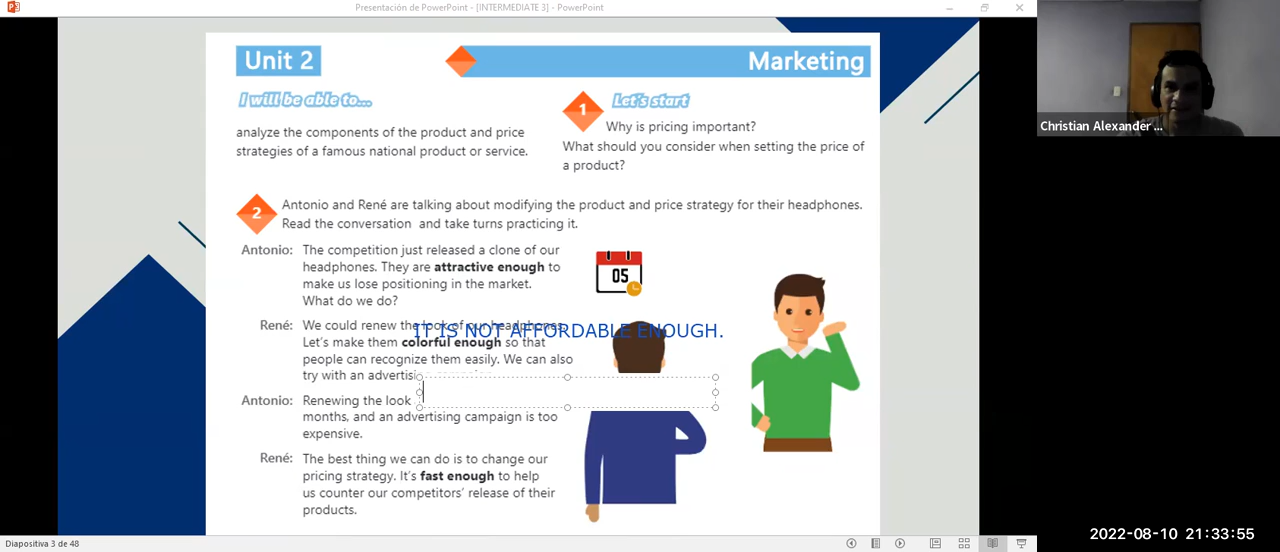 Presentación de PowerPoint - [INTERMEDIATE 3] - PowerPoint
Unit 2
Marketing
I will be able to...
analyze the components of the product and price
strategies of a famous national product or service.
1
Let's start
Why is pricing important?
What should you consider when setting the price of
a product?
2
Antonio and René are talking about modifying the product and price strategy for their headphones.
Read the conversation and take turns practicing it.
Antonio: The competition just released a clone of our
headphones. They are attractive enough to
make us lose positioning in the market.
What do we do?
05
René: We could renew the look of our headphones.
IT IS NOT AFFORDABLE ENOUGH.
Let's make them colorful enough so that
people can recognize them easily. We can also
try with an advertising
Antonio: Renewing the look
months, and an advertising campaign is too
expensive.
René: The best thing we can do is to change our
pricing strategy. It's fast enough to help
us counter our competitors' release of their
products.
Christian Alexander ...
2022-08-10 21:33:55
Diapositiva 3 de 48